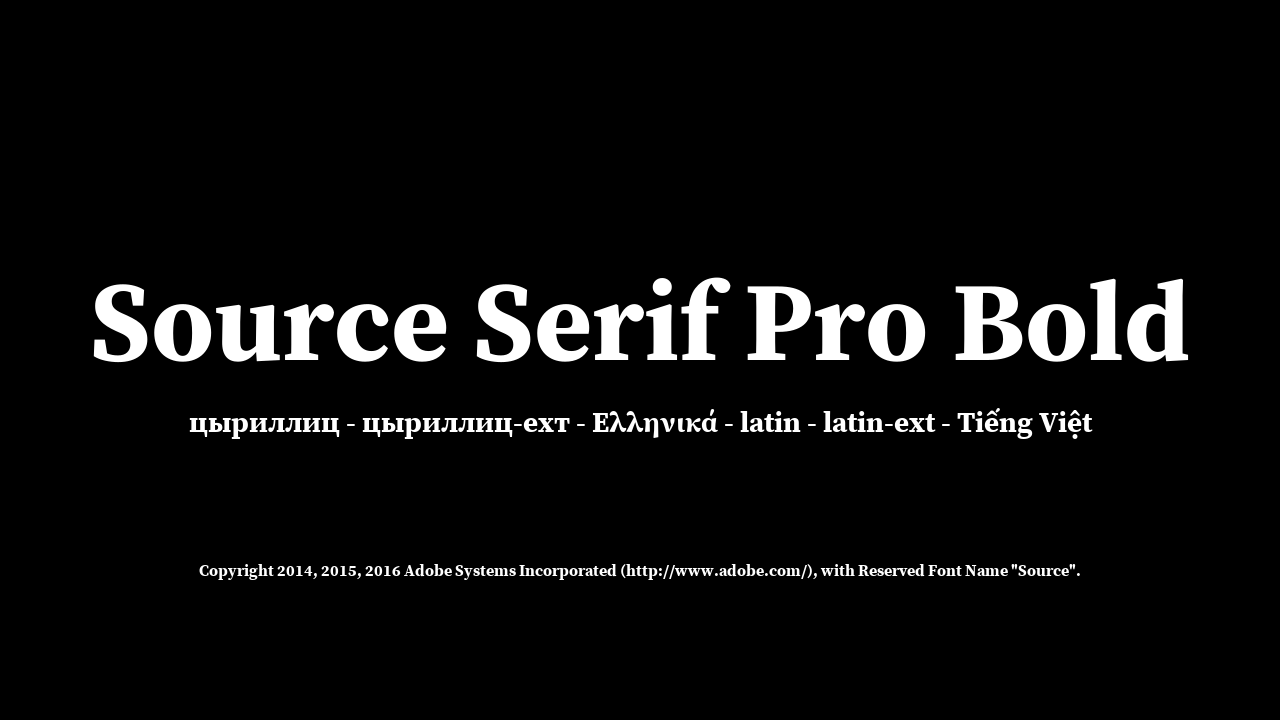 Source Serif Pro Bold
цыриллиц - цыриллиц-ехт - Ελληνικά - latin - latin-ext - Tiếng Việt
Copyright 2014, 2015, 2016 Adobe Systems Incorporated (http://www.adobe.com/), with Reserved Font Name "Source".